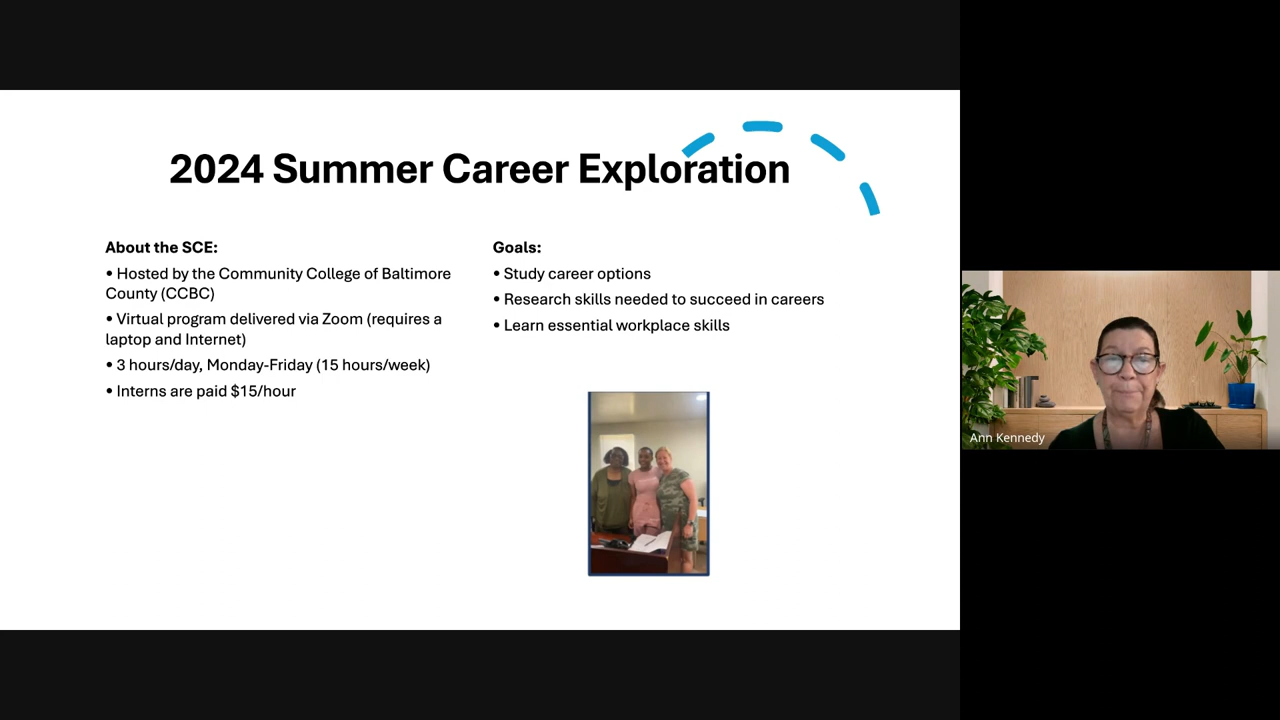 2024 Summer Career Exploration
About the SCE:
• Hosted by the Community College of Baltimore
County (CCBC)
• Virtual program delivered via Zoom (requires a
laptop and Internet)
• 3 hours/day, Monday-Friday (15 hours/week)
• Interns are paid $15/hour
Goals:
• Study career options
• Research skills needed to succeed in careers
• Learn essential workplace skills
Ann Kennedy